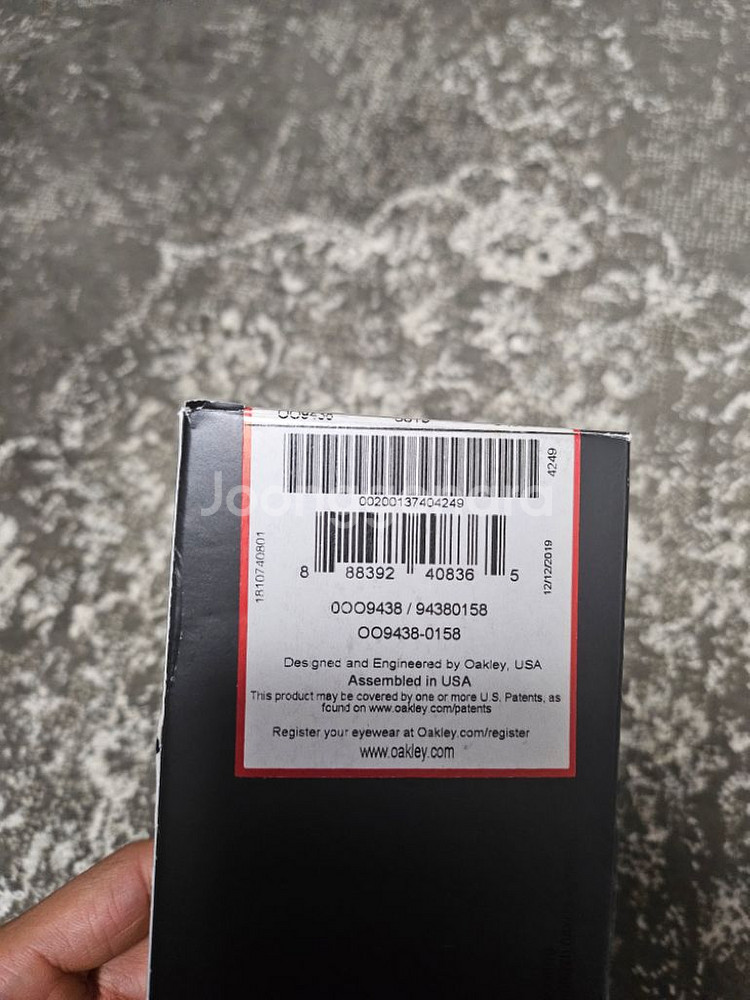 OO9438
4249
00200137404249
Joonggonara
1810740801
12/12/2019
8 88392 40836 5
0OO9438 / 94380158
OO9438-0158
Designed and Engineered by Oakley, USA
Assembled in USA
This product may be covered by one or more U.S. Patents, as
found on www.oakley.com/patents
Register your eyewear at Oakley.com/register
www.oakley.com